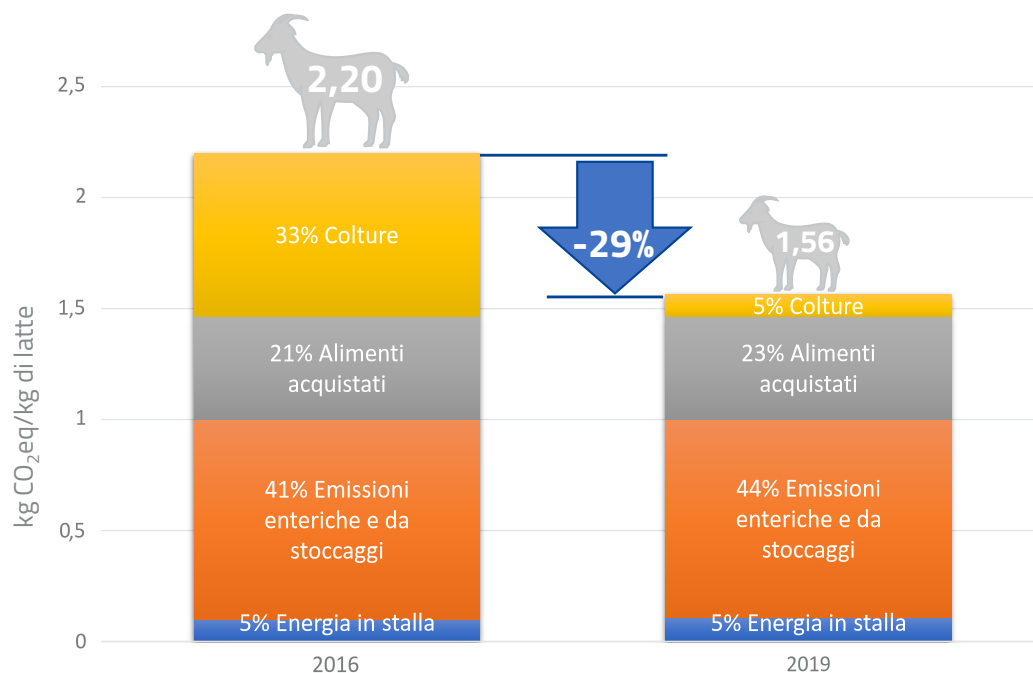 2,20
2,5
2
1,5
1
0,5
0
kg CO₂eq/kg di latte
33% Colture
21% Alimenti
acquistati
41% Emissioni
enteriche e da
stoccaggi
5% Energia in stalla
-29%
1,56
5% Colture
23% Alimenti
acquistati
44% Emissioni
enteriche e da
stoccaggi
5% Energia in stalla
2016
2019